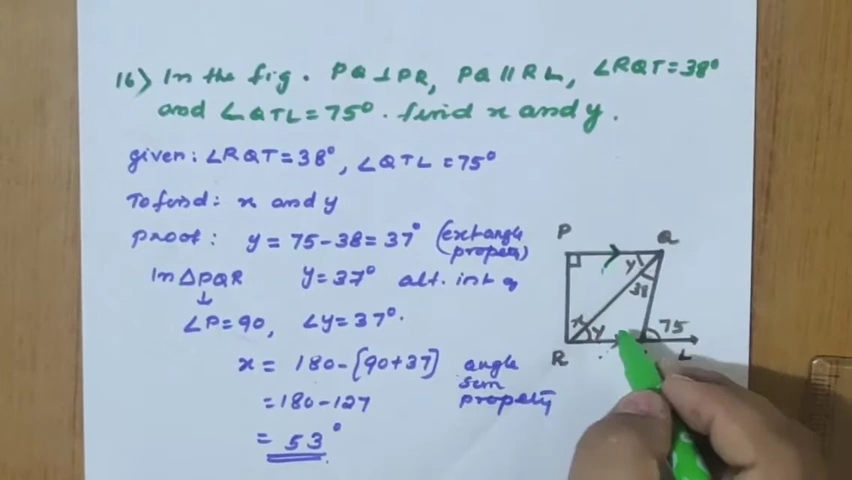 16) In the fig. PQ⊥PR, PQ∥RL, ∠RQT=38°
and ∠QTL=75°. find x and y.
given: ∠RQT=38°, ∠QTL=75°
To find: x and y
proof: y = 75-38=37° (ext angle
property)
In △PQR y=37° alt. int
↓
∠P=90, ∠y=37°.
x = 180-[90+37] angle
sum
=180-127 property
= 53°
P Q
y
38
x y 75
R L